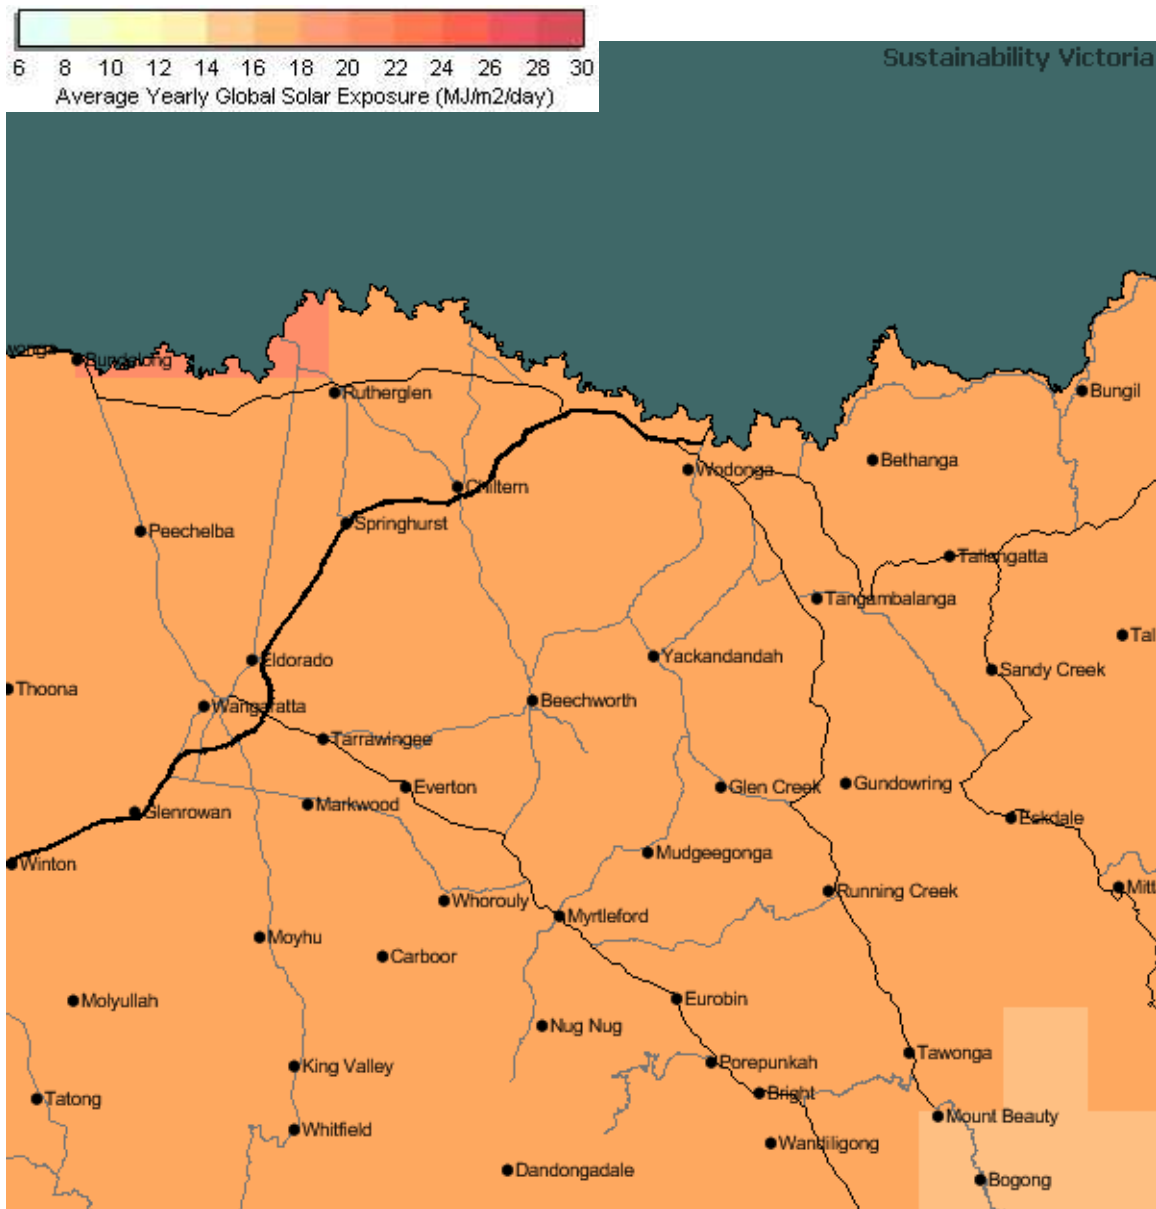 6 8 10 12 14 16 18 20 22 24 26 28 30
Average Yearly Global Solar Exposure (MJ/m2/day)
Sustainability Victoria
Bundalong
Rutherglen
Bungil
Bethanga
Wodonga
Chiltern
Springhurst
Peechelba
Tallangatta
Tangambalanga
Tal
Yackandandah
Eldorado
Sandy Creek
Thoona
Beechworth
Wangaratta
Tarrawingee
Everton
Glen Creek
Gundowring
Markwood
Glenrowan
Eskdale
Mudgeegonga
Winton
Mitt
Running Creek
Whorouly
Myrtleford
Moyhu
Carboor
Molyullah
Eurobin
Nug Nug
Tawonga
Porepunkah
King Valley
Bright
Tatong
Mount Beauty
Whitfield
Wandiligong
Dandongadale
Bogong